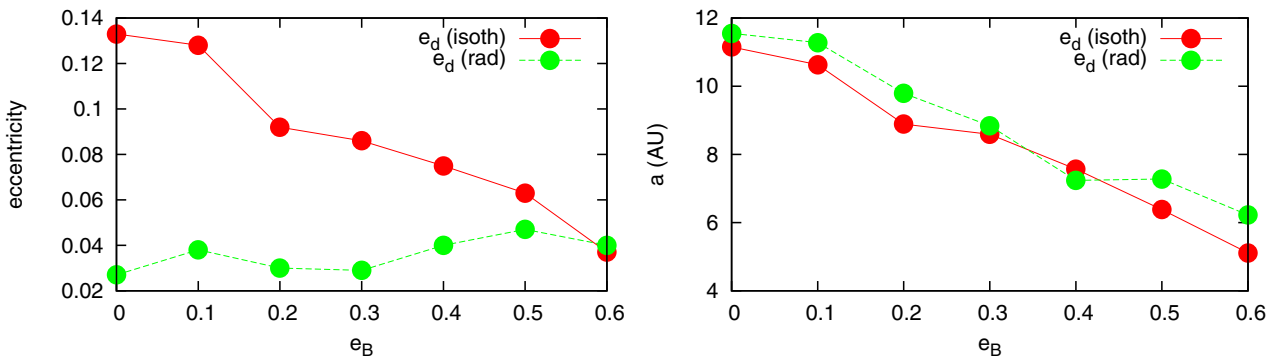 0.14
0.12
0.1
0.08
0.06
0.04
0.02
eccentricity
0 0.1 0.2 0.3 0.4 0.5 0.6
e_B
e_d (isoth)
e_d (rad)
12
10
8
6
4
a (AU)
0 0.1 0.2 0.3 0.4 0.5 0.6
e_B
e_d (isoth)
e_d (rad)